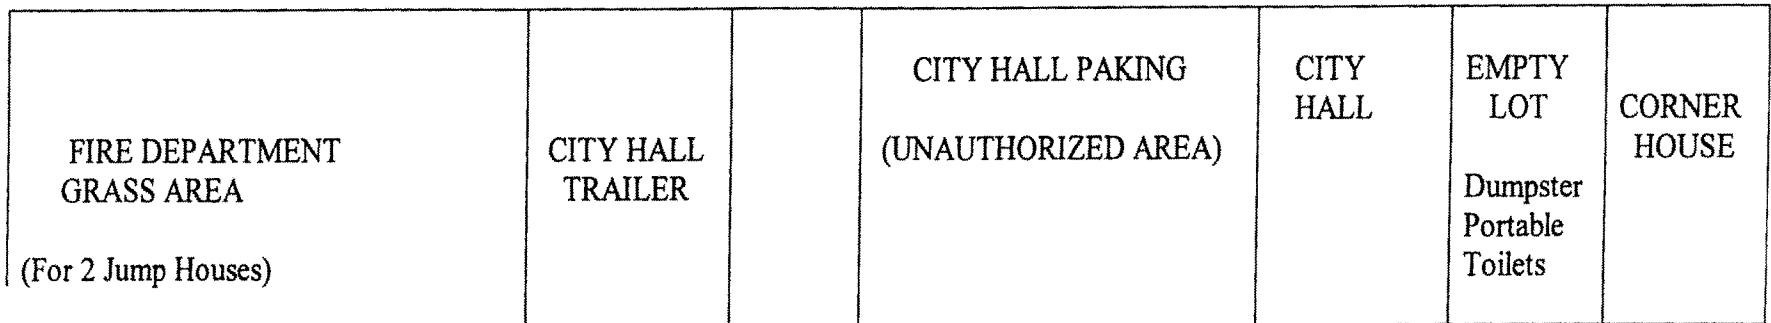 FIRE DEPARTMENT
GRASS AREA
(For 2 Jump Houses)
CITY HALL
TRAILER
CITY HALL PAKING
(UNAUTHORIZED AREA)
CITY
HALL
EMPTY
LOT
Dumpster
Portable
Toilets
CORNER
HOUSE